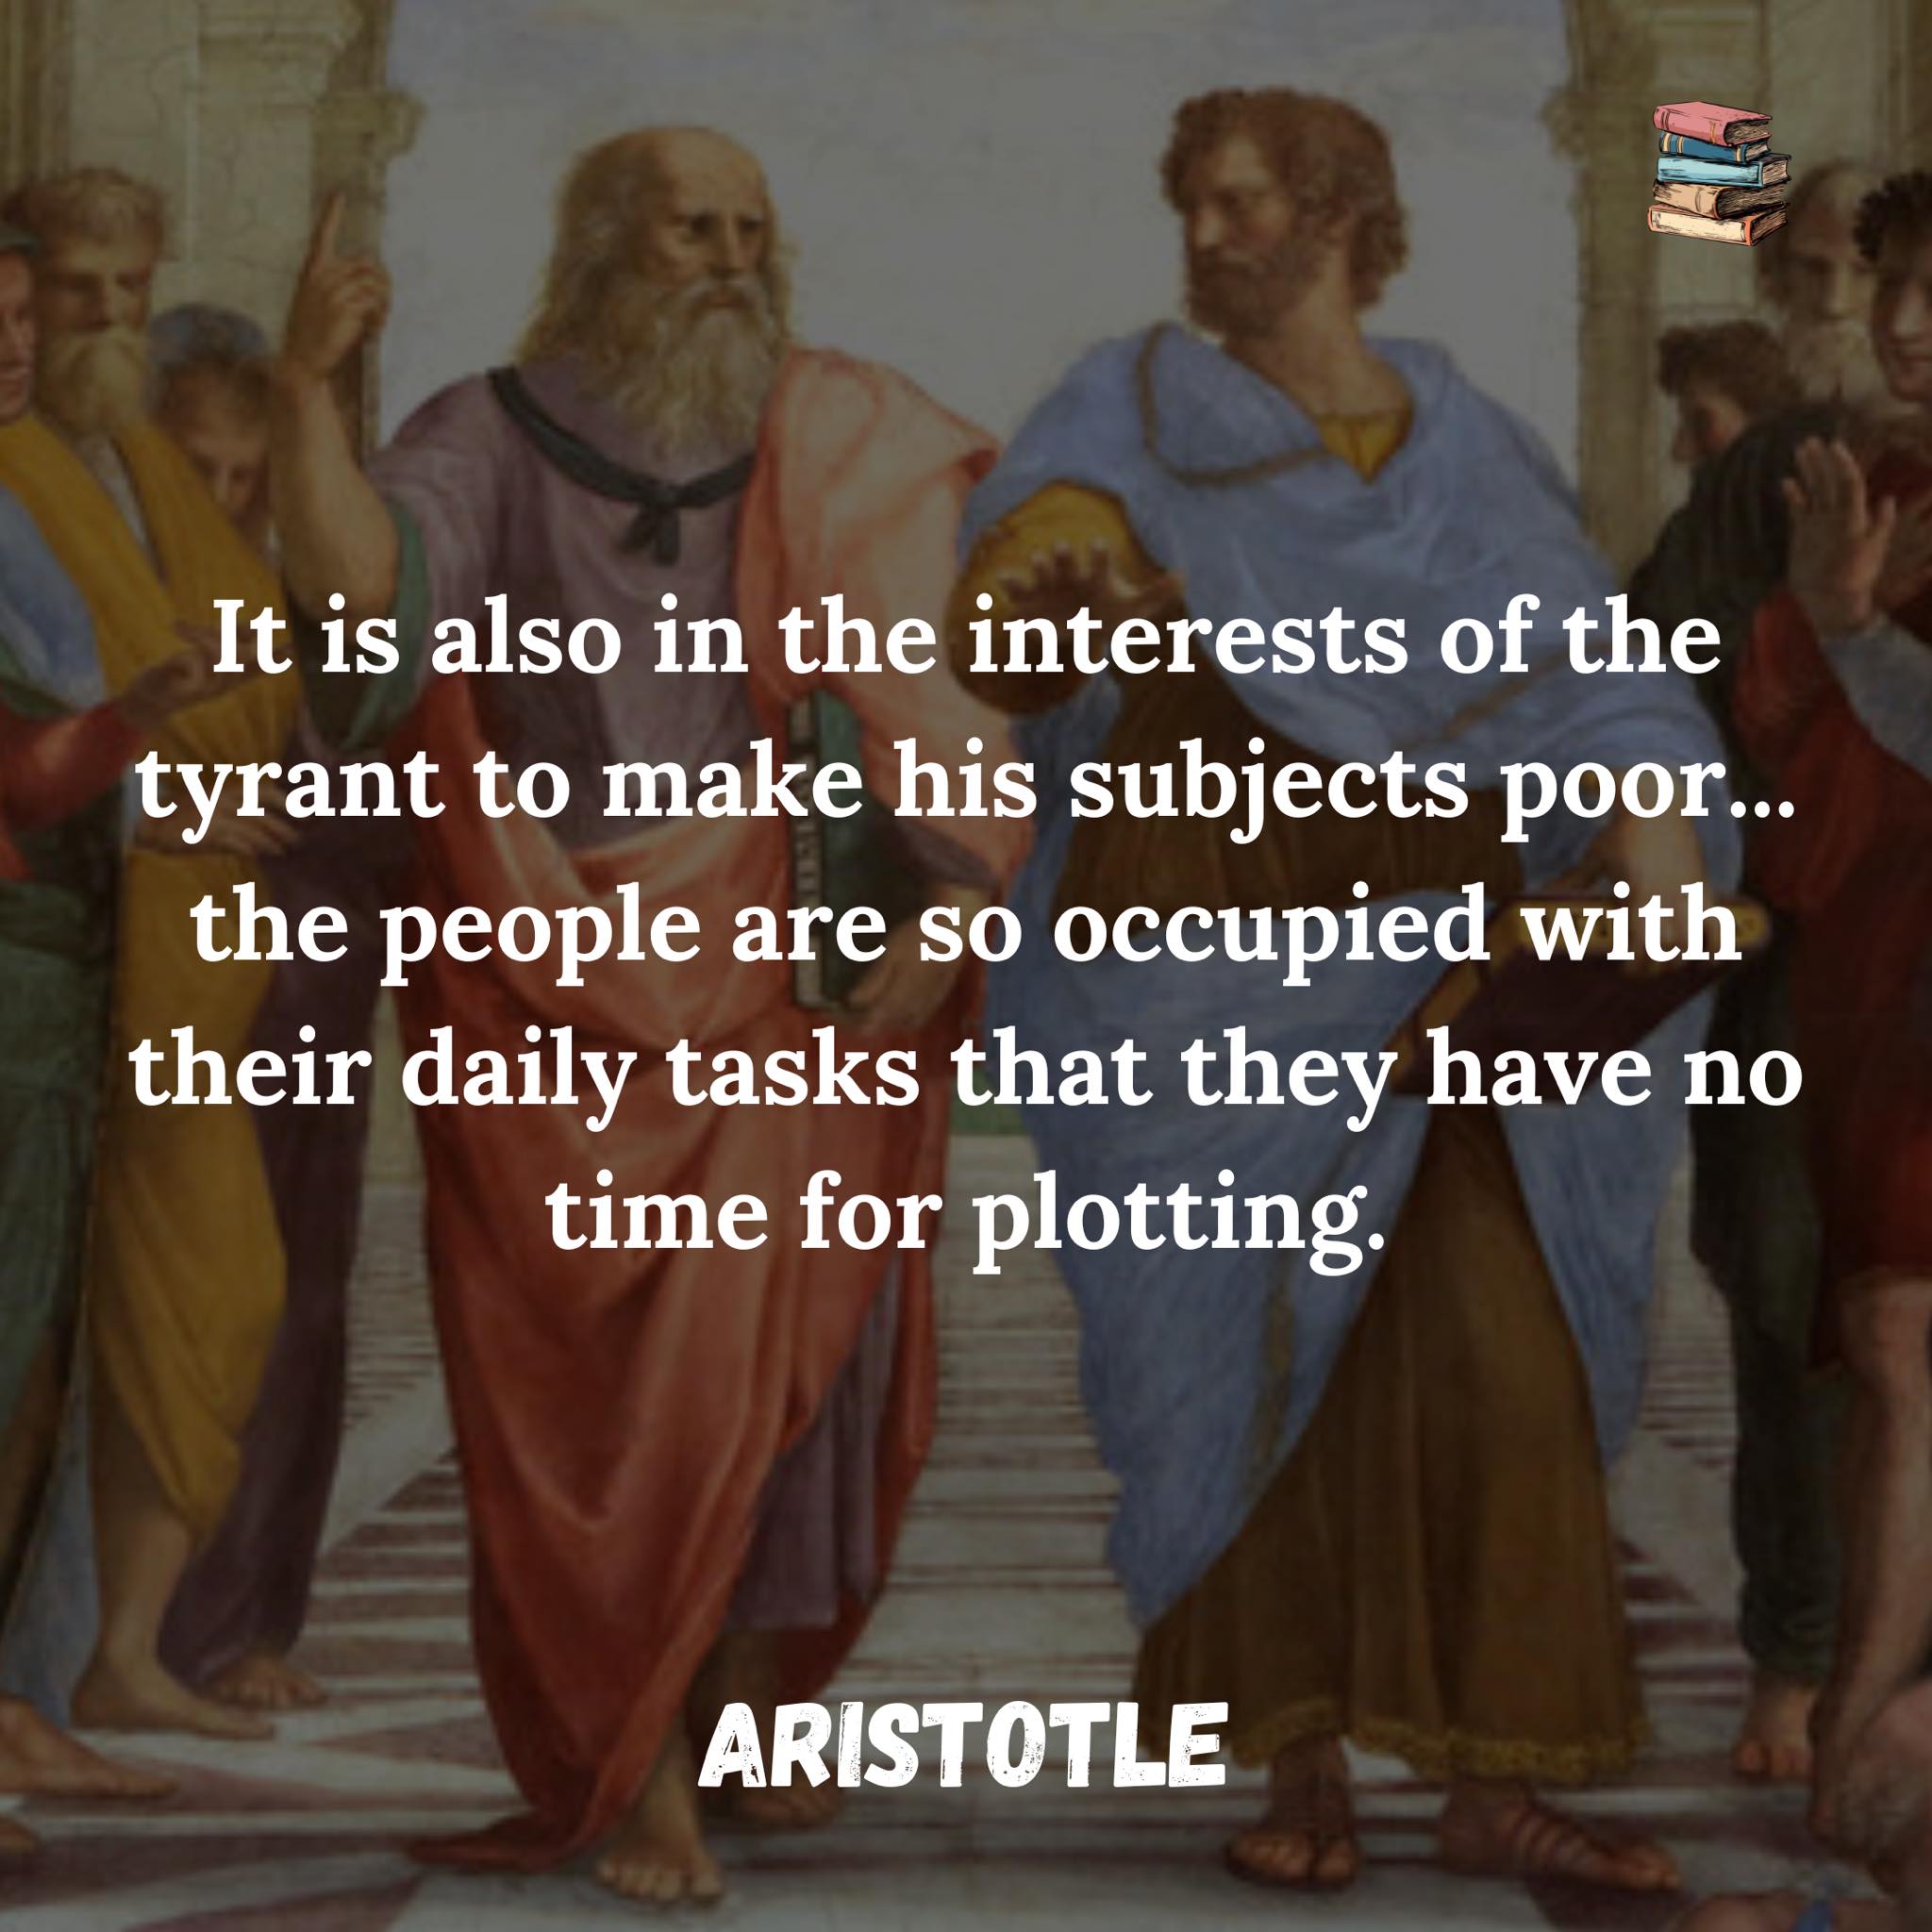 It is also in the interests of the
tyrant to make his subjects poor...
the people are so occupied with
their daily tasks that they have no
time for plotting.
ARISTOTLE